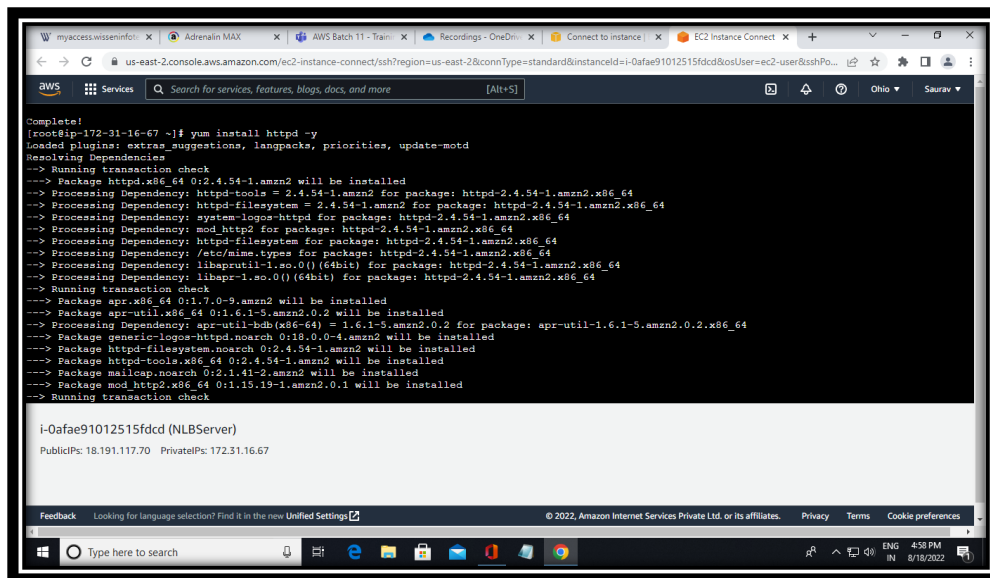 myaccess.wisseninfote
Adrenalin MAX
AWS Batch 11 - Traini
Recordings - OneDriv
Connect to instance |
EC2 Instance Connect
us-east-2.console.aws.amazon.com/ec2-instance-connect/ssh?region=us-east-2&connType=standard&instanceId=i-0afae91012515fdcd&osUser=ec2-user&sshPo...
aws Services Search for services, features, blogs, docs, and more [Alt+S] Ohio Saurav
Complete!
[root@ip-172-31-16-67 ~]# yum install httpd -y
Loaded plugins: extras_suggestions, langpacks, priorities, update-motd
Resolving Dependencies
--> Running transaction check
---> Package httpd.x86_64 0:2.4.54-1.amzn2 will be installed
--> Processing Dependency: httpd-tools = 2.4.54-1.amzn2 for package: httpd-2.4.54-1.amzn2.x86_64
--> Processing Dependency: httpd-filesystem = 2.4.54-1.amzn2 for package: httpd-2.4.54-1.amzn2.x86_64
--> Processing Dependency: system-logos-httpd for package: httpd-2.4.54-1.amzn2.x86_64
--> Processing Dependency: mod_http2 for package: httpd-2.4.54-1.amzn2.x86_64
--> Processing Dependency: httpd-filesystem for package: httpd-2.4.54-1.amzn2.x86_64
--> Processing Dependency: /etc/mime.types for package: httpd-2.4.54-1.amzn2.x86_64
--> Processing Dependency: libaprutil-1.so.0()(64bit) for package: httpd-2.4.54-1.amzn2.x86_64
--> Processing Dependency: libapr-1.so.0()(64bit) for package: httpd-2.4.54-1.amzn2.x86_64
--> Running transaction check
---> Package apr.x86_64 0:1.7.0-9.amzn2 will be installed
---> Package apr-util.x86_64 0:1.6.1-5.amzn2.0.2 will be installed
--> Processing Dependency: apr-util-bdb(x86-64) = 1.6.1-5.amzn2.0.2 for package: apr-util-1.6.1-5.amzn2.0.2.x86_64
---> Package generic-logos-httpd.noarch 0:18.0.0-4.amzn2 will be installed
---> Package httpd-filesystem.noarch 0:2.4.54-1.amzn2 will be installed
---> Package httpd-tools.x86_64 0:2.4.54-1.amzn2 will be installed
---> Package mailcap.noarch 0:2.1.41-2.amzn2 will be installed
---> Package mod_http2.x86_64 0:1.15.19-1.amzn2.0.1 will be installed
--> Running transaction check
i-0afae91012515fdcd (NLBServer)
PublicIPs: 18.191.117.70 PrivateIPs: 172.31.16.67
Feedback Looking for language selection? Find it in the new Unified Settings © 2022, Amazon Internet Services Private Ltd. or its affiliates. Privacy Terms Cookie preferences
Type here to search
ENG 4:58 PM
IN 8/18/2022